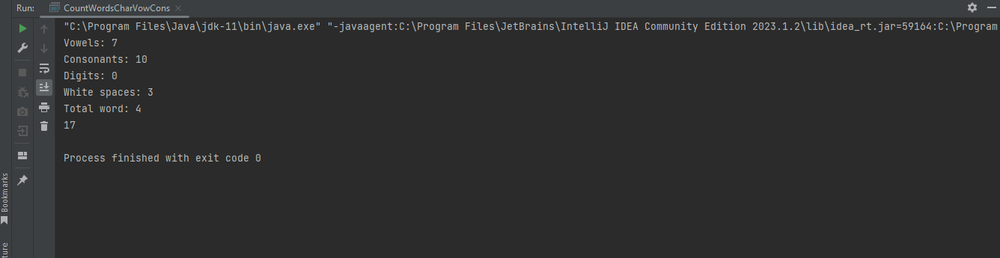 Run: CountWordsCharVowCons
"C:\Program Files\Java\jdk-11\bin\java.exe" "-javaagent:C:\Program Files\JetBrains\IntelliJ IDEA Community Edition 2023.1.2\lib\idea_rt.jar=59164:C:\Program
Vowels: 7
Consonants: 10
Digits: 0
White spaces: 3
Total word: 4
17
Process finished with exit code 0
Bookmarks
ture